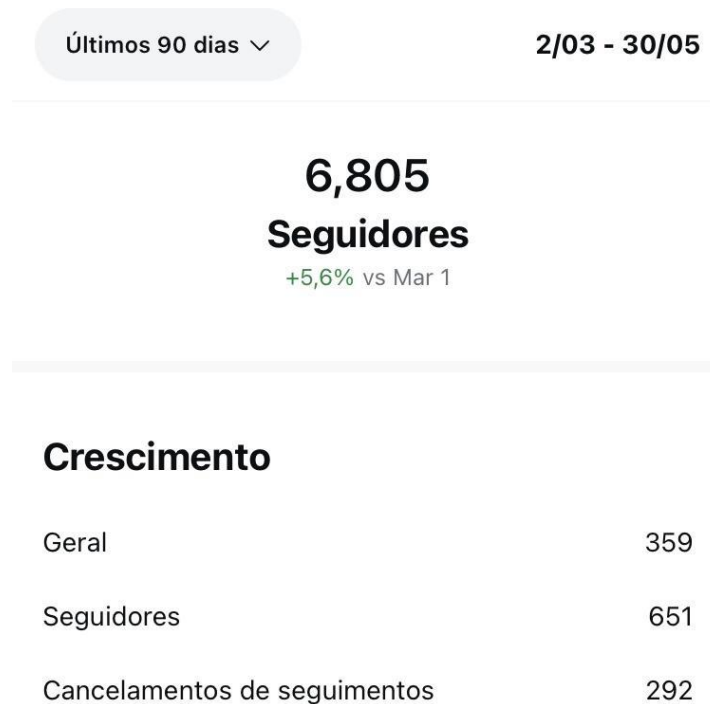 Últimos 90 dias
2/03 - 30/05
6,805
Seguidores
+5,6% vs Mar 1
Crescimento
Geral 359
Seguidores 651
Cancelamentos de seguimentos 292